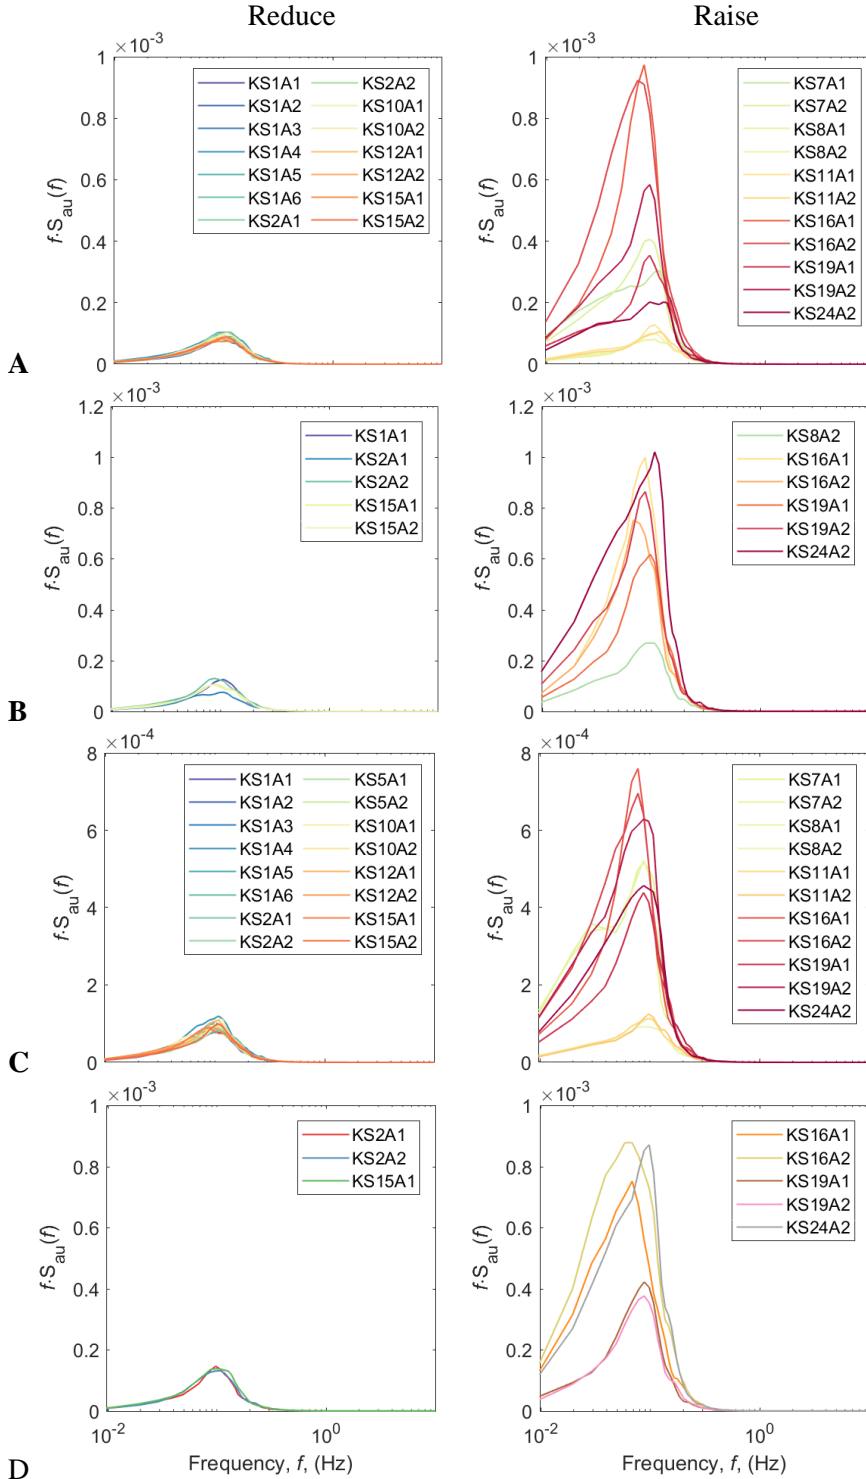 Reduce
Raise
×10⁻³
1
0.8
0.6
0.4
0.2
0
f·Sau(f)
KS1A1
KS1A2
KS1A3
KS1A4
KS1A5
KS1A6
KS2A1
KS2A2
KS10A1
KS10A2
KS12A1
KS12A2
KS15A1
KS15A2
×10⁻³
1
0.8
0.6
0.4
0.2
0
f·Sau(f)
KS7A1
KS7A2
KS8A1
KS8A2
KS11A1
KS11A2
KS16A1
KS16A2
KS19A1
KS19A2
KS24A2
A
×10⁻³
1.2
1
0.8
0.6
0.4
0.2
0
f·Sau(f)
KS1A1
KS2A1
KS2A2
KS15A1
KS15A2
×10⁻³
1.2
1
0.8
0.6
0.4
0.2
0
f·Sau(f)
KS8A2
KS16A1
KS16A2
KS19A1
KS19A2
KS24A2
B
×10⁻⁴
8
6
4
2
0
f·Sau(f)
KS1A1
KS1A2
KS1A3
KS1A4
KS1A5
KS1A6
KS2A1
KS2A2
KS5A1
KS5A2
KS10A1
KS10A2
KS12A1
KS12A2
KS15A1
KS15A2
×10⁻⁴
8
6
4
2
0
f·Sau(f)
KS7A1
KS7A2
KS8A1
KS8A2
KS11A1
KS11A2
KS16A1
KS16A2
KS19A1
KS19A2
KS24A2
C
×10⁻³
1
0.8
0.6
0.4
0.2
0
f·Sau(f)
KS2A1
KS2A2
KS15A1
10⁻²
10⁰
Frequency, f, (Hz)
×10⁻³
1
0.8
0.6
0.4
0.2
0
f·Sau(f)
KS16A1
KS16A2
KS19A1
KS19A2
KS24A2
10⁻²
10⁰
Frequency, f, (Hz)
D